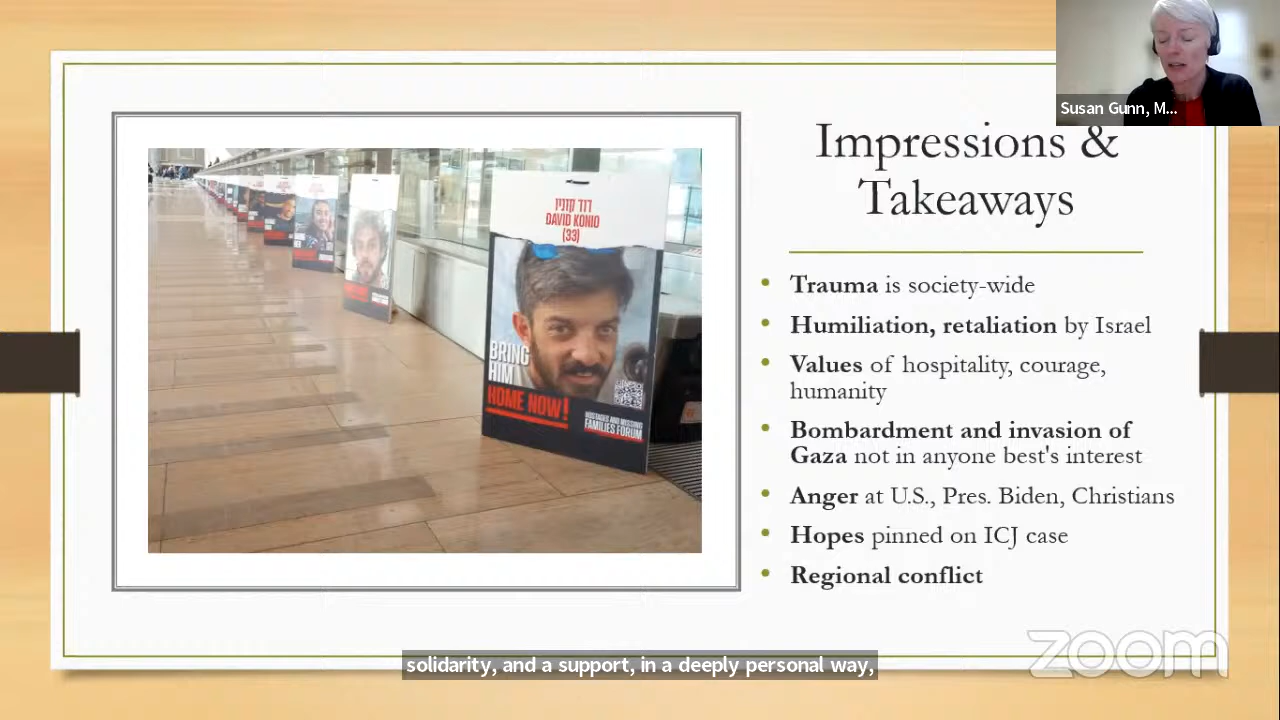 Susan Gunn, M...
Impressions &
Takeaways
דוד קוניו
DAVID KONIO
(33)
BRING
HIM
HOME NOW!
HOSTAGES AND MISSING
FAMILIES FORUM
• Trauma is society-wide
• Humiliation, retaliation by Israel
• Values of hospitality, courage,
humanity
• Bombardment and invasion of
Gaza not in anyone best's interest
• Anger at U.S., Pres. Biden, Christians
• Hopes pinned on ICJ case
• Regional conflict
zoom
solidarity, and a support, in a deeply personal way,